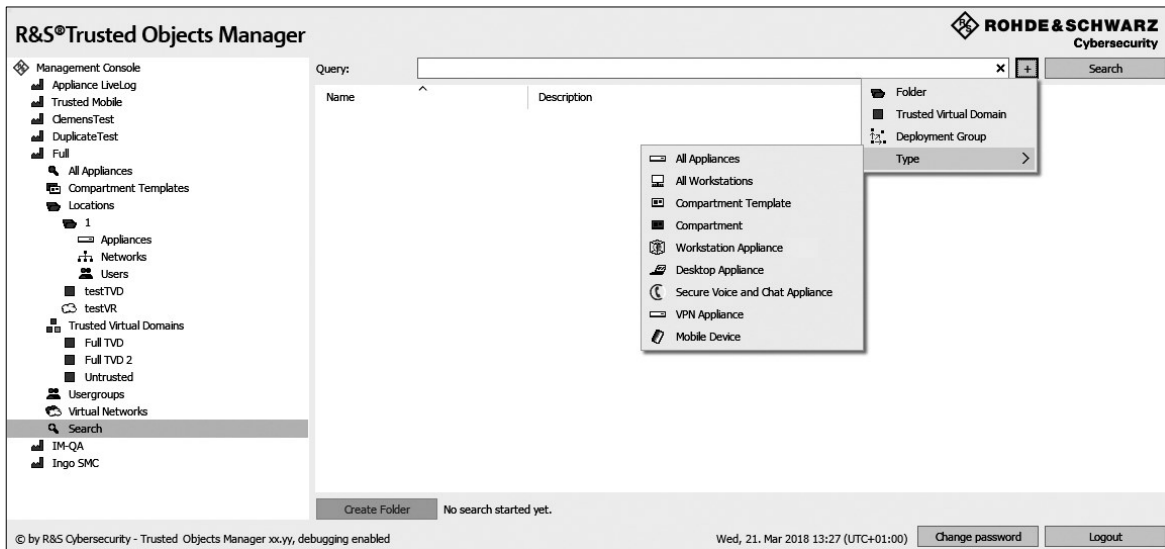 R&S®Trusted Objects Manager
ROHDE&SCHWARZ
Cybersecurity
Management Console
Appliance LiveLog
Trusted Mobile
ClemensTest
DuplicateTest
Full
All Appliances
Compartment Templates
Locations
1
Appliances
Networks
Users
testTVD
testVR
Trusted Virtual Domains
Full TVD
Full TVD 2
Untrusted
Usergroups
Virtual Networks
Search
IM-QA
Ingo SMC
Query:
+ Search
Name Description
Folder
Trusted Virtual Domain
Deployment Group
Type
All Appliances
All Workstations
Compartment Template
Compartment
Workstation Appliance
Desktop Appliance
Secure Voice and Chat Appliance
VPN Appliance
Mobile Device
Create Folder No search started yet.
© by R&S Cybersecurity - Trusted Objects Manager xx.yy, debugging enabled
Wed, 21. Mar 2018 13:27 (UTC+01:00)
Change password
Logout